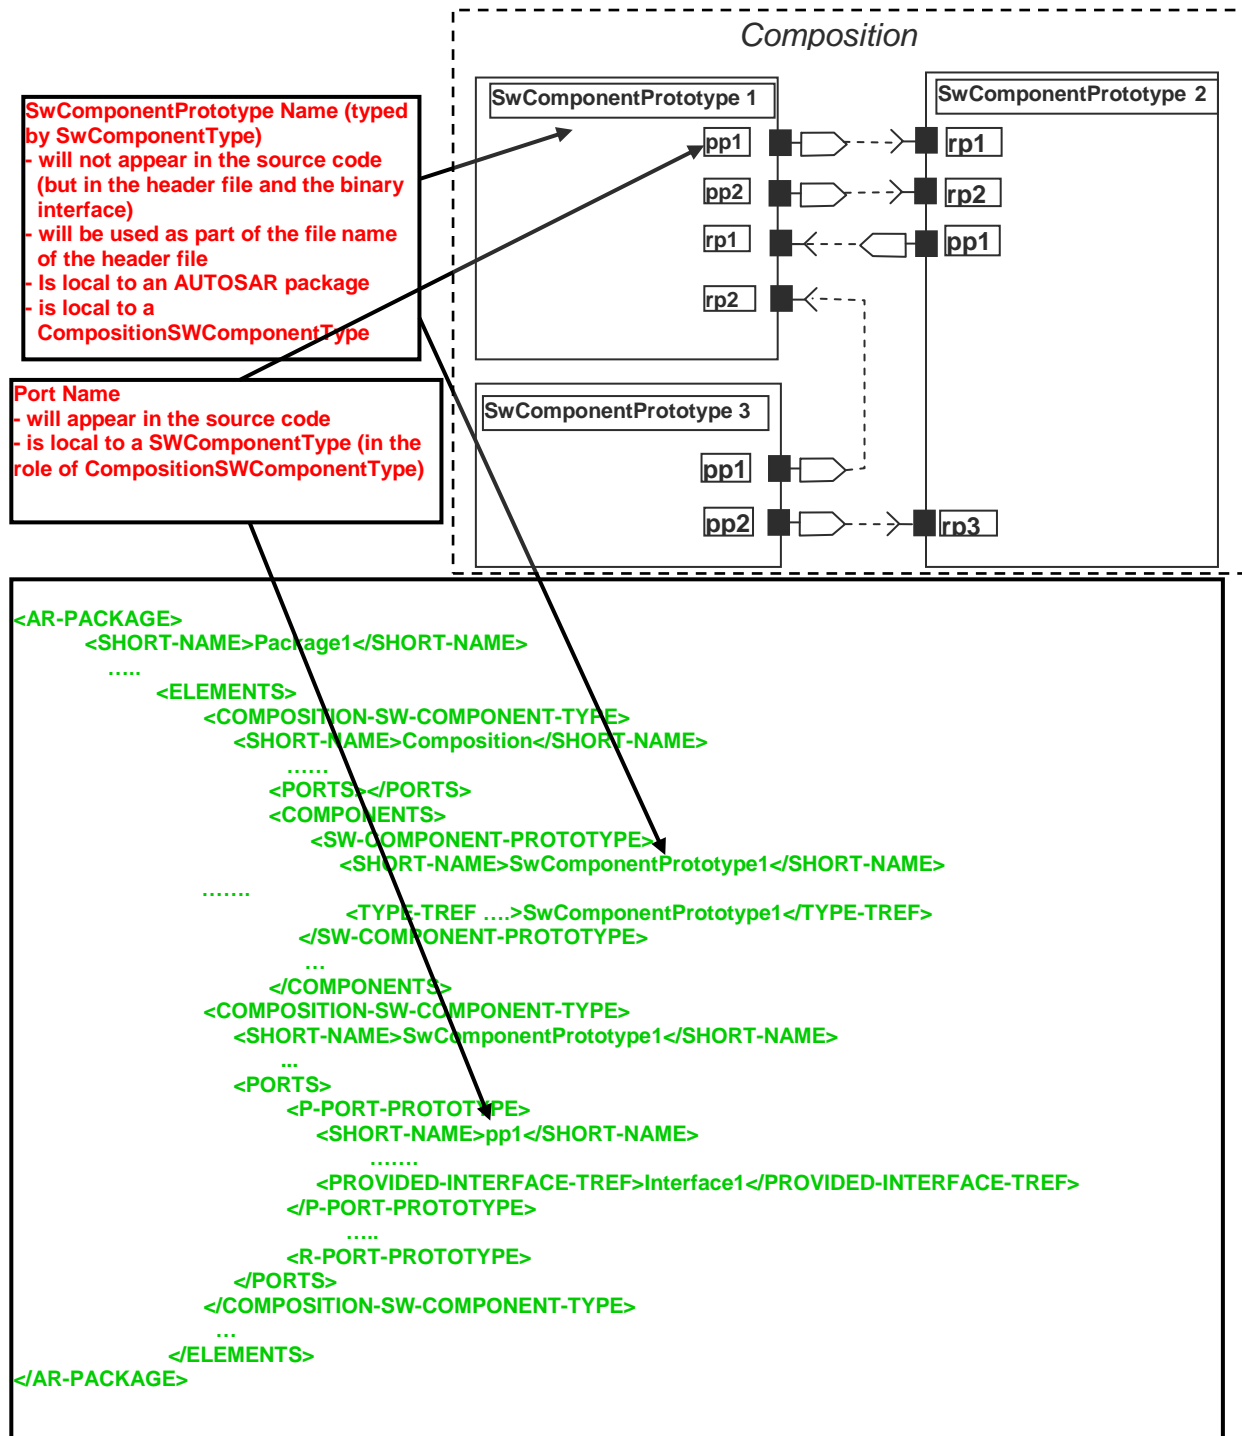 Composition
SwComponentPrototype Name (typed
by SwComponentType)
- will not appear in the source code
(but in the header file and the binary
interface)
- will be used as part of the file name
of the header file
- Is local to an AUTOSAR package
- is local to a
CompositionSWComponentType
Port Name
- will appear in the source code
- is local to a SWComponentType (in the
role of CompositionSWComponentType)
SwComponentPrototype 1
pp1
pp2
rp1
rp2
SwComponentPrototype 2
rp1
rp2
pp1
rp3
SwComponentPrototype 3
pp1
pp2
<AR-PACKAGE>
<SHORT-NAME>Package1</SHORT-NAME>
…..
<ELEMENTS>
<COMPOSITION-SW-COMPONENT-TYPE>
<SHORT-NAME>Composition</SHORT-NAME>
……
<PORTS></PORTS>
<COMPONENTS>
<SW-COMPONENT-PROTOTYPE>
<SHORT-NAME>SwComponentPrototype1</SHORT-NAME>
…….
<TYPE-TREF ….>SwComponentPrototype1</TYPE-TREF>
</SW-COMPONENT-PROTOTYPE>
…
</COMPONENTS>
<COMPOSITION-SW-COMPONENT-TYPE>
<SHORT-NAME>SwComponentPrototype1</SHORT-NAME>
...
<PORTS>
<P-PORT-PROTOTYPE>
<SHORT-NAME>pp1</SHORT-NAME>
…….
<PROVIDED-INTERFACE-TREF>Interface1</PROVIDED-INTERFACE-TREF>
</P-PORT-PROTOTYPE>
…..
<R-PORT-PROTOTYPE>
</PORTS>
</COMPOSITION-SW-COMPONENT-TYPE>
…
</ELEMENTS>
</AR-PACKAGE>